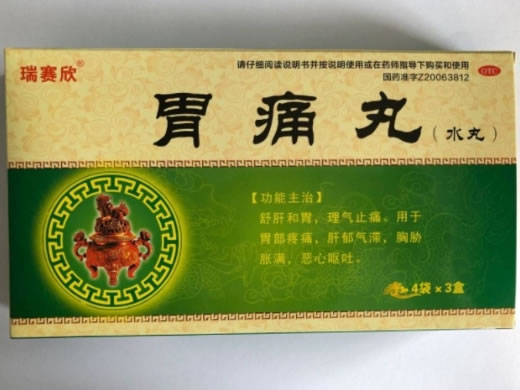 瑞赛欣®
请仔细阅读说明书并按说明使用或在药师指导下购买和使用
国药准字Z20063812
OTC
胃痛丸（水丸）
【功能主治】
舒肝和胃，理气止痛。用于
胃部疼痛，肝郁气滞，胸胁
胀满，恶心呕吐。
4袋×3盒